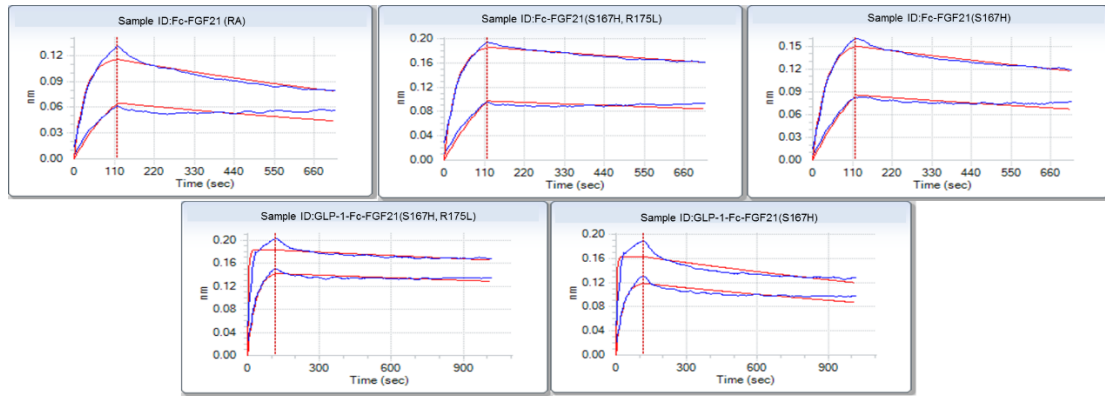 Sample ID:Fc-FGF21 (RA)
nm
0.12
0.09
0.06
0.03
0.00
0 110 220 330 440 550 660
Time (sec)
Sample ID:Fc-FGF21(S167H, R175L)
nm
0.20
0.16
0.12
0.08
0.04
0.00
0 110 220 330 440 550 660
Time (sec)
Sample ID:Fc-FGF21(S167H)
nm
0.15
0.12
0.09
0.06
0.03
0.00
0 110 220 330 440 550 660
Time (sec)
Sample ID:GLP-1-Fc-FGF21(S167H, R175L)
nm
0.20
0.16
0.12
0.08
0.04
0.00
0 300 600 900
Time (sec)
Sample ID:GLP-1-Fc-FGF21(S167H)
nm
0.20
0.16
0.12
0.08
0.04
0.00
0 300 600 900
Time (sec)